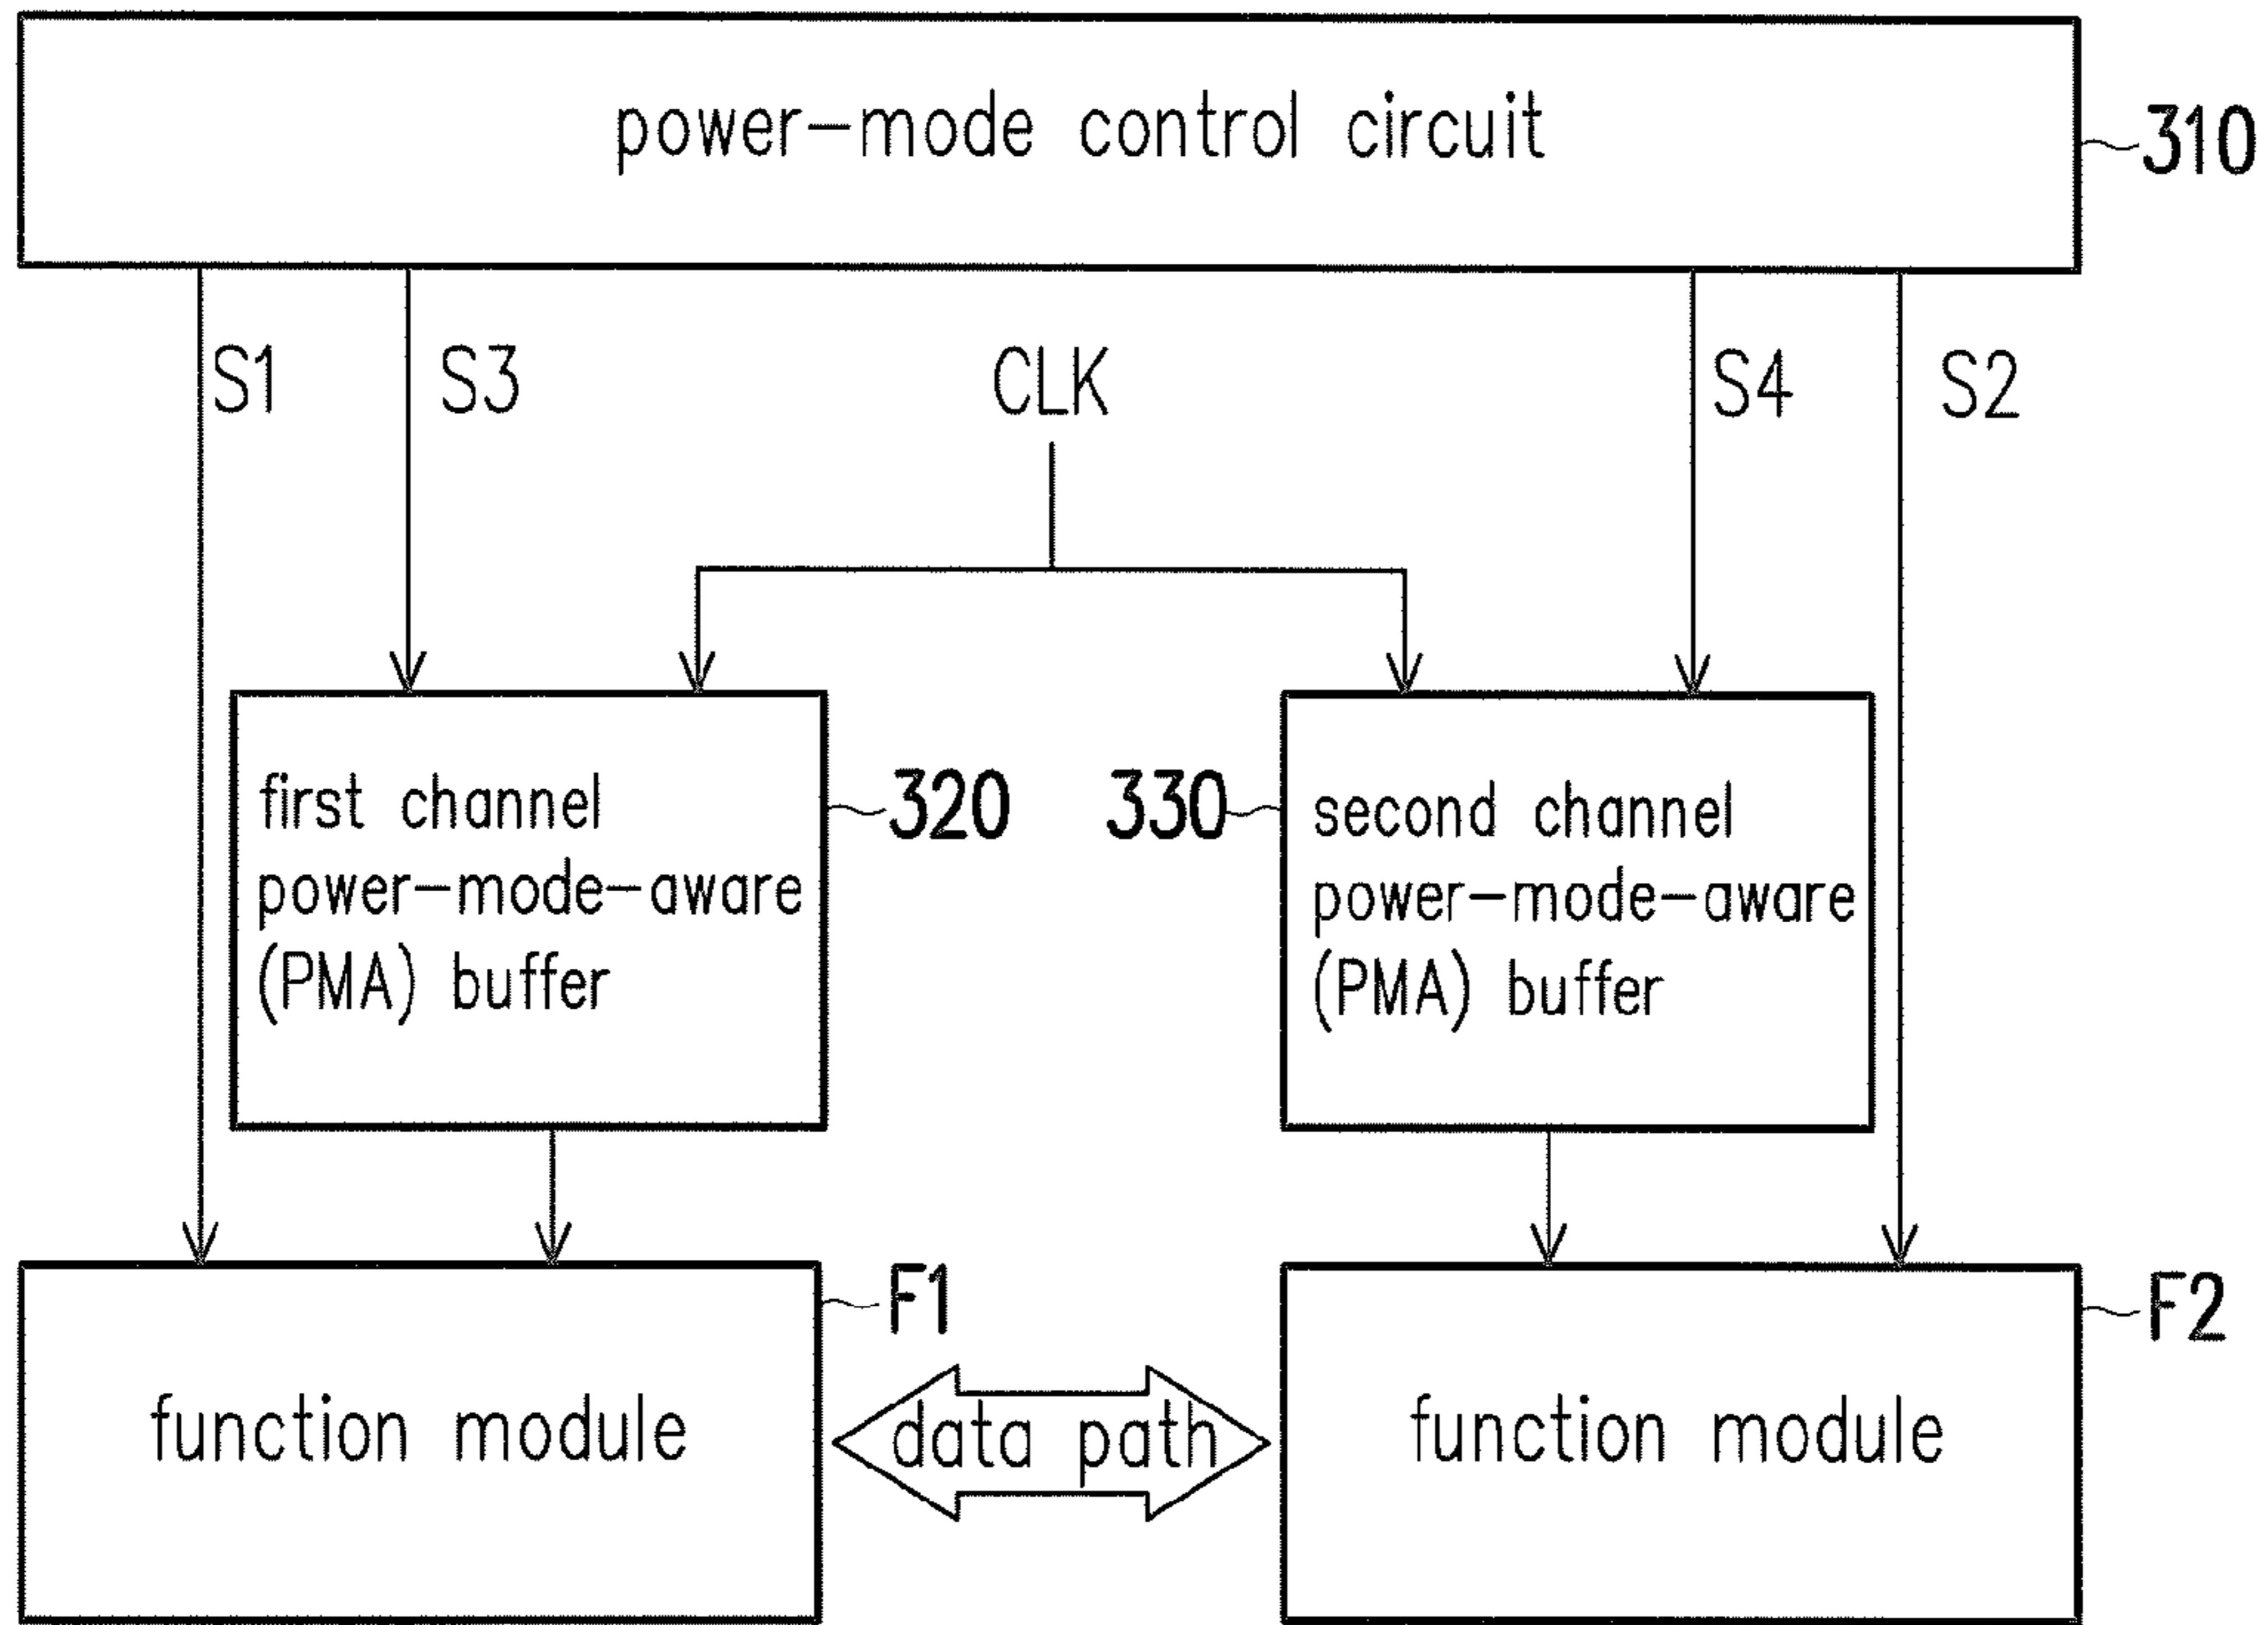 power-mode control circuit
310
S1
S3
CLK
S4
S2
first channel
power-mode-aware
(PMA) buffer
320
330
second channel
power-mode-aware
(PMA) buffer
F1
F2
function module
data path
function module